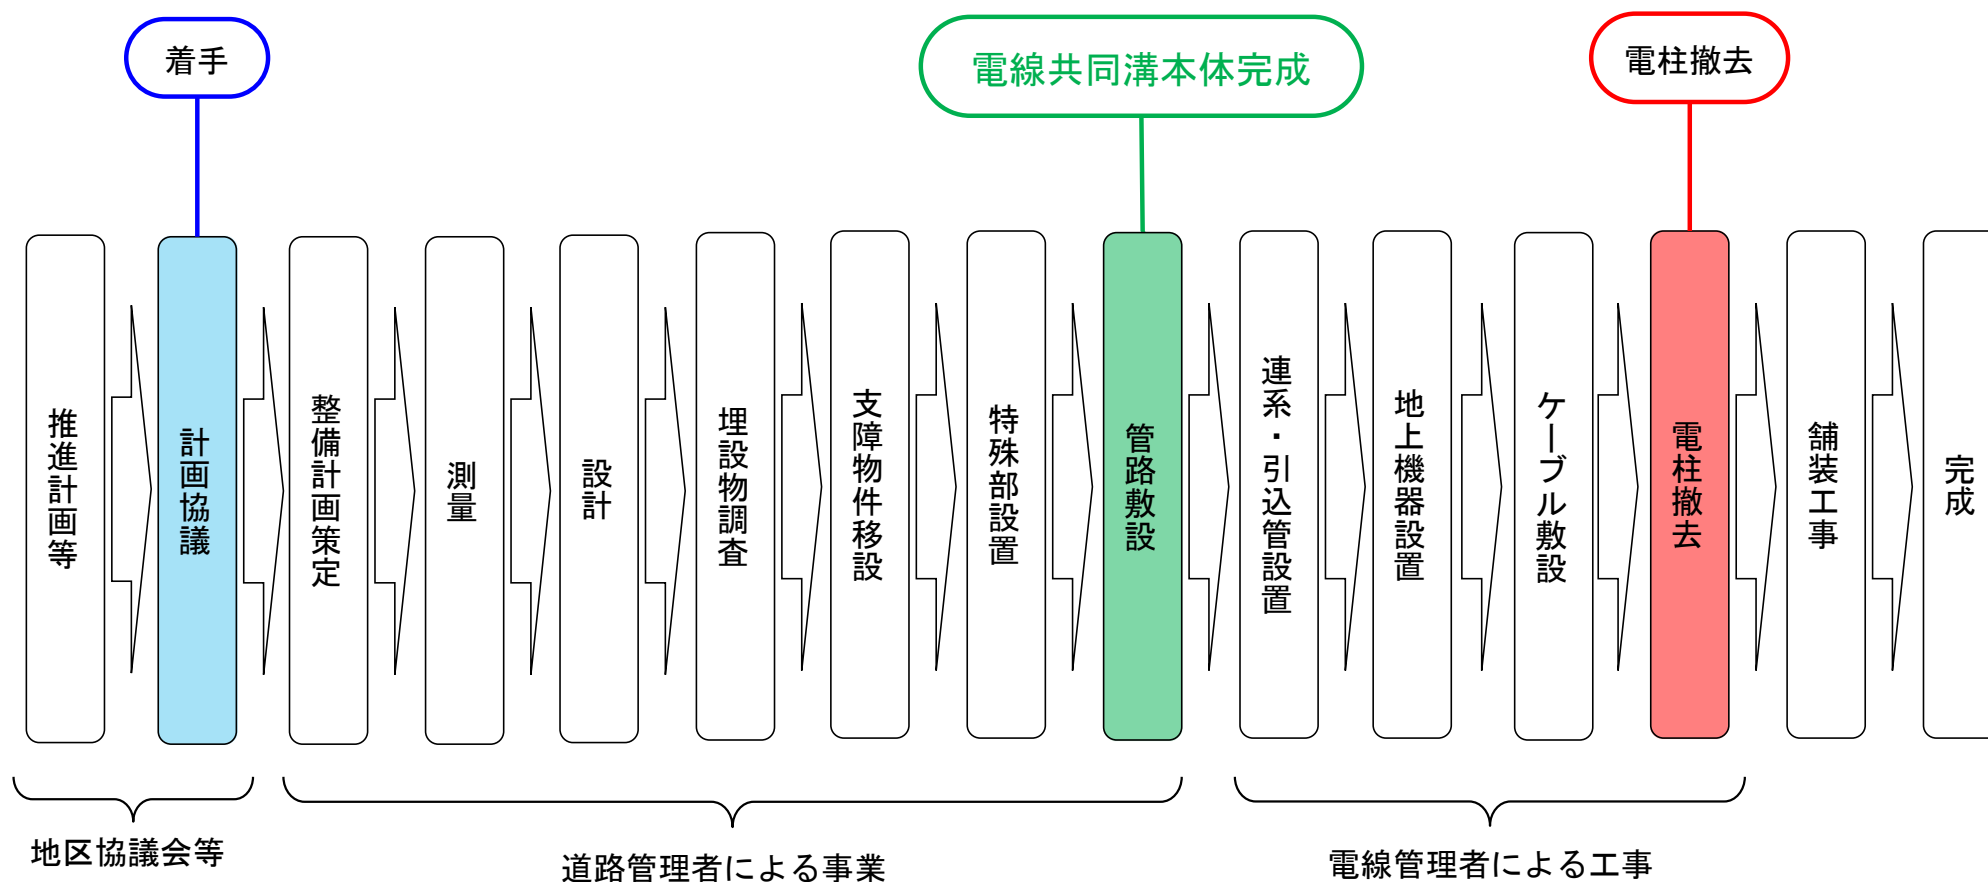 着手
電線共同溝本体完成
電柱撤去
推進計画等
計画協議
整備計画策定
測量
設計
埋設物調査
支障物件移設
特殊部設置
管路敷設
連系・引込管設置
地上機器設置
ケーブル敷設
電柱撤去
舗装工事
完成
地区協議会等
道路管理者による事業
電線管理者による工事